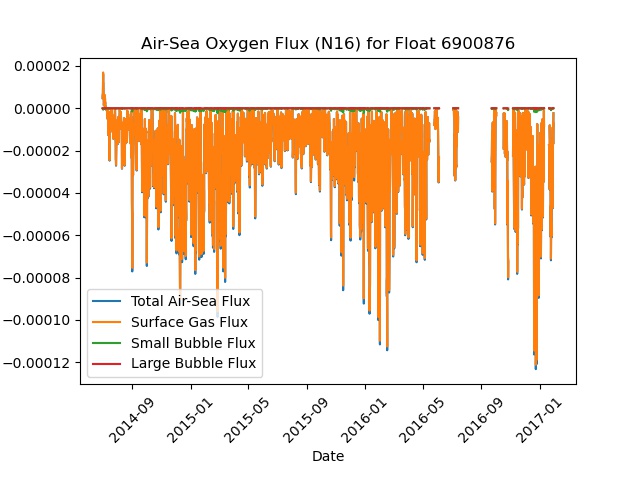 Air-Sea Oxygen Flux (N16) for Float 6900876
0.00002
0.00000
−0.00002
−0.00004
−0.00006
−0.00008
−0.00010
−0.00012
Total Air-Sea Flux
Surface Gas Flux
Small Bubble Flux
Large Bubble Flux
2014-09
2015-01
2015-05
2015-09
2016-01
2016-05
2016-09
2017-01
Date